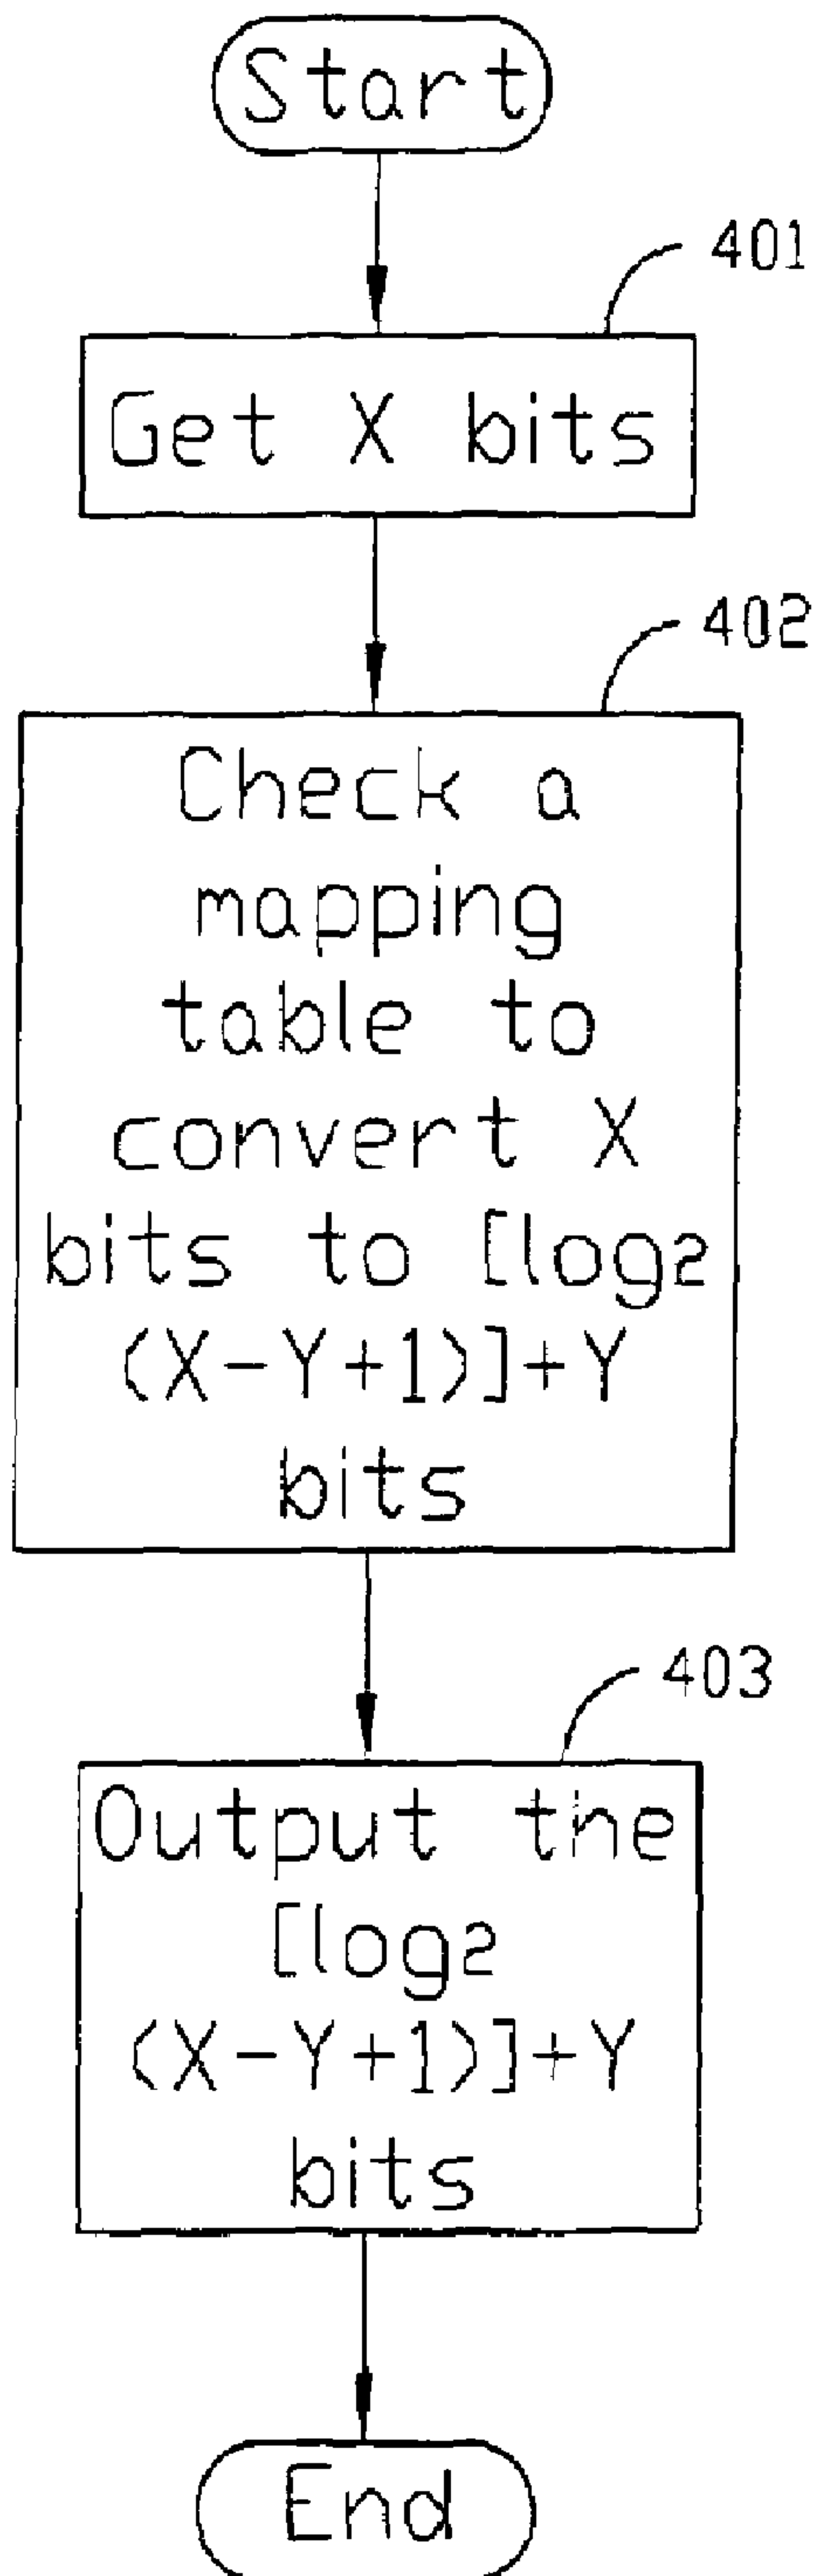 Start
401
Get X bits
402
Check a
mapping
table to
convert X
bits to [log2
(X-Y+1)]+Y
bits
403
Output the
[log2
(X-Y+1)]+Y
bits
End